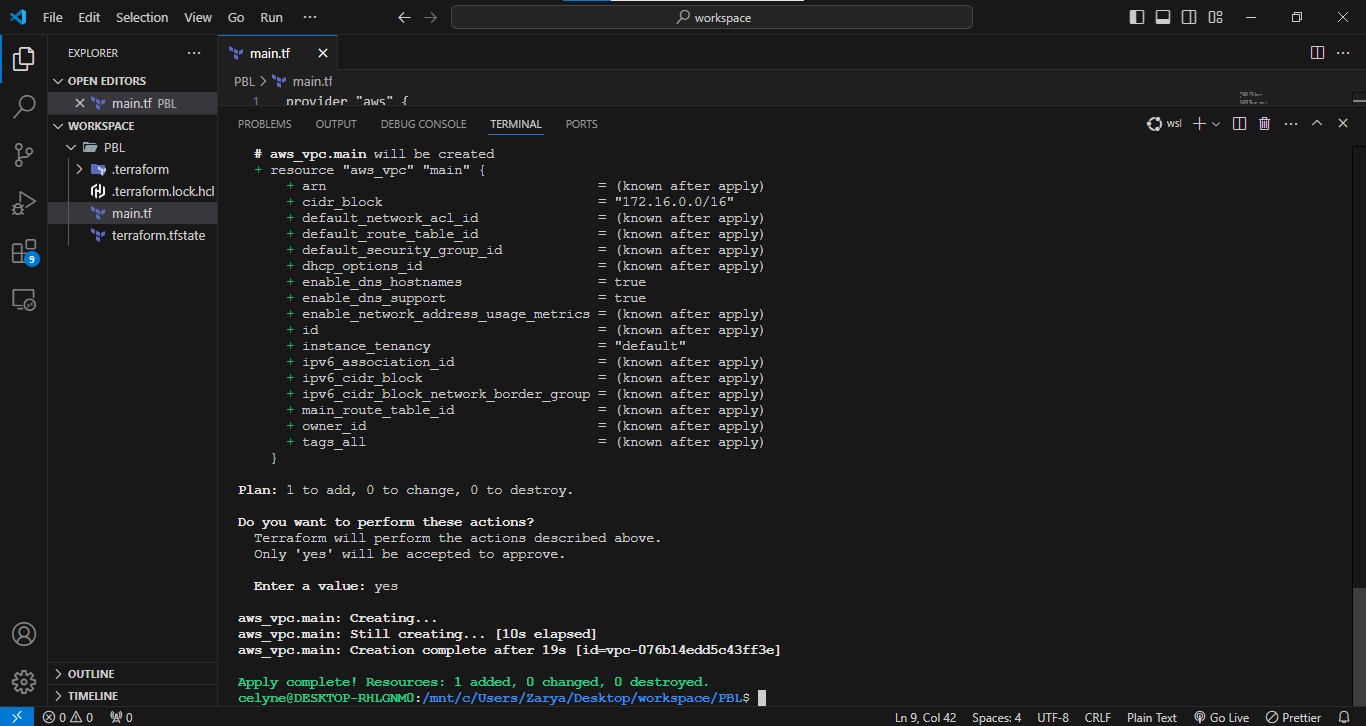 File Edit Selection View Go Run ··· workspace
EXPLORER ···
OPEN EDITORS
main.tf PBL
WORKSPACE
PBL
.terraform
.terraform.lock.hcl
main.tf
terraform.tfstate
OUTLINE
TIMELINE
9
main.tf
PBL > main.tf
1 provider "aws" {
PROBLEMS OUTPUT DEBUG CONSOLE TERMINAL PORTS wsl
# aws_vpc.main will be created
+ resource "aws_vpc" "main" {
+ arn = (known after apply)
+ cidr_block = "172.16.0.0/16"
+ default_network_acl_id = (known after apply)
+ default_route_table_id = (known after apply)
+ default_security_group_id = (known after apply)
+ dhcp_options_id = (known after apply)
+ enable_dns_hostnames = true
+ enable_dns_support = true
+ enable_network_address_usage_metrics = (known after apply)
+ id = (known after apply)
+ instance_tenancy = "default"
+ ipv6_association_id = (known after apply)
+ ipv6_cidr_block = (known after apply)
+ ipv6_cidr_block_network_border_group = (known after apply)
+ main_route_table_id = (known after apply)
+ owner_id = (known after apply)
+ tags_all = (known after apply)
}
Plan: 1 to add, 0 to change, 0 to destroy.
Do you want to perform these actions?
Terraform will perform the actions described above.
Only 'yes' will be accepted to approve.
Enter a value: yes
aws_vpc.main: Creating...
aws_vpc.main: Still creating... [10s elapsed]
aws_vpc.main: Creation complete after 19s [id=vpc-076b14edd5c43ff3e]
Apply complete! Resources: 1 added, 0 changed, 0 destroyed.
celyne@DESKTOP-RHLGNM0:/mnt/c/Users/Zarya/Desktop/workspace/PBL$
0 0 0 Ln 9, Col 42 Spaces: 4 UTF-8 CRLF Plain Text Go Live Prettier